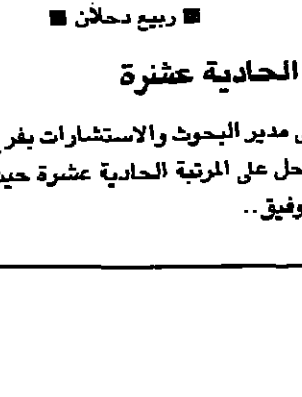 ■ ربيع دحلان ■
الحادية عشرة
مدير البحوث والاستشارات بفر
حل على المرتبة الحادية عشرة حيث
وفيق..